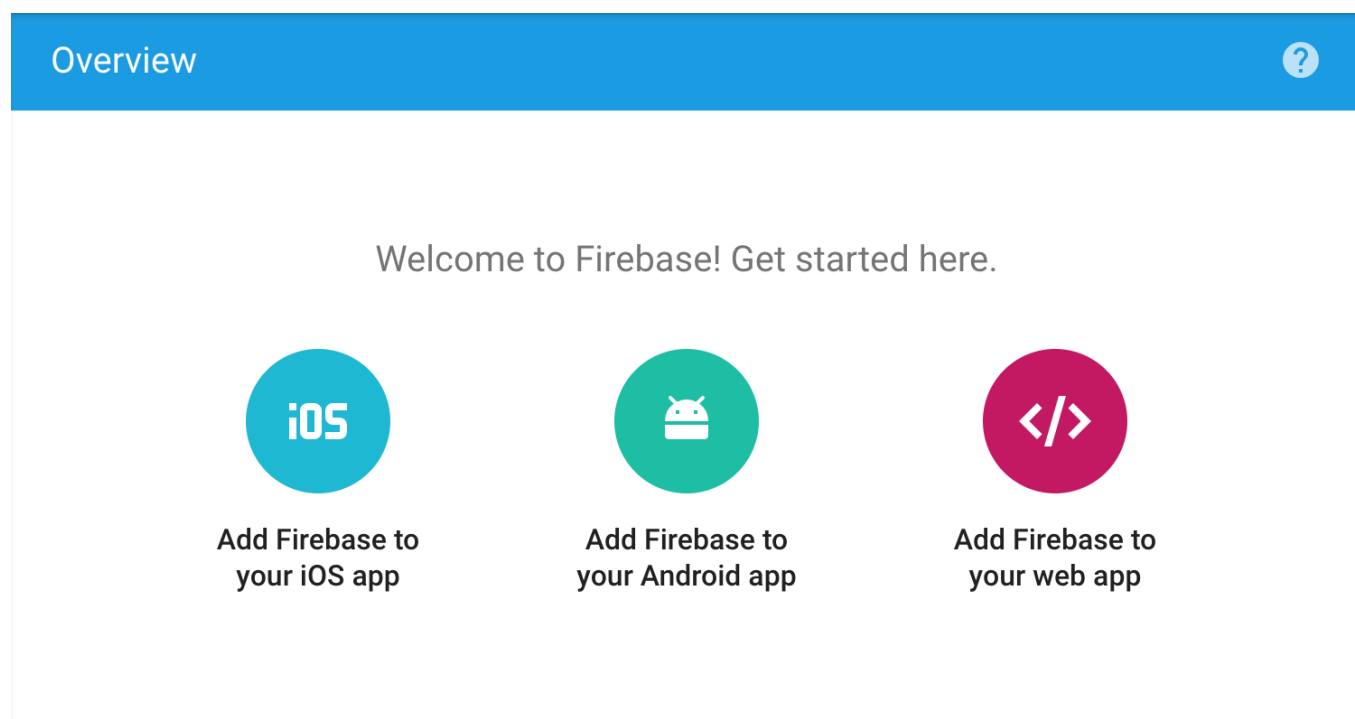 Overview
?
Welcome to Firebase! Get started here.
iOS
</>
Add Firebase to
your iOS app
Add Firebase to
your Android app
Add Firebase to
your web app